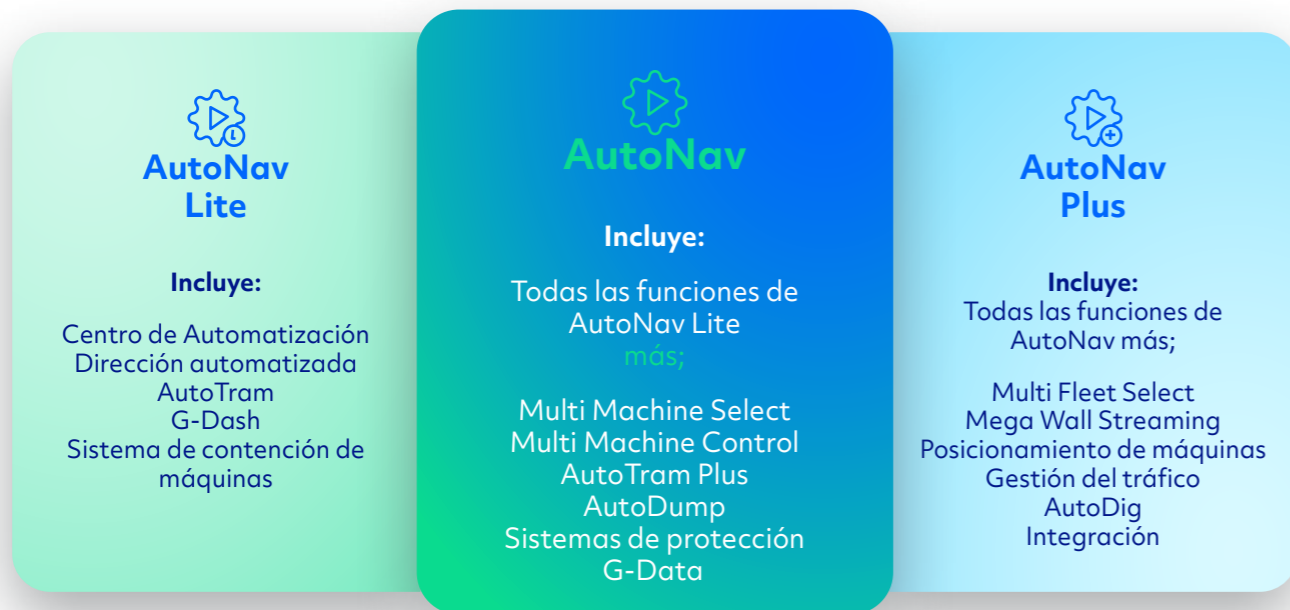 AutoNav
Lite
Incluye:
Centro de Automatización
Dirección automatizada
AutoTram
G-Dash
Sistema de contención de
máquinas
AutoNav
Incluye:
Todas las funciones de
AutoNav Lite
más;
Multi Machine Select
Multi Machine Control
AutoTram Plus
AutoDump
Sistemas de protección
G-Data
AutoNav
Plus
Incluye:
Todas las funciones de
AutoNav más;
Multi Fleet Select
Mega Wall Streaming
Posicionamiento de máquinas
Gestión del tráfico
AutoDig
Integración